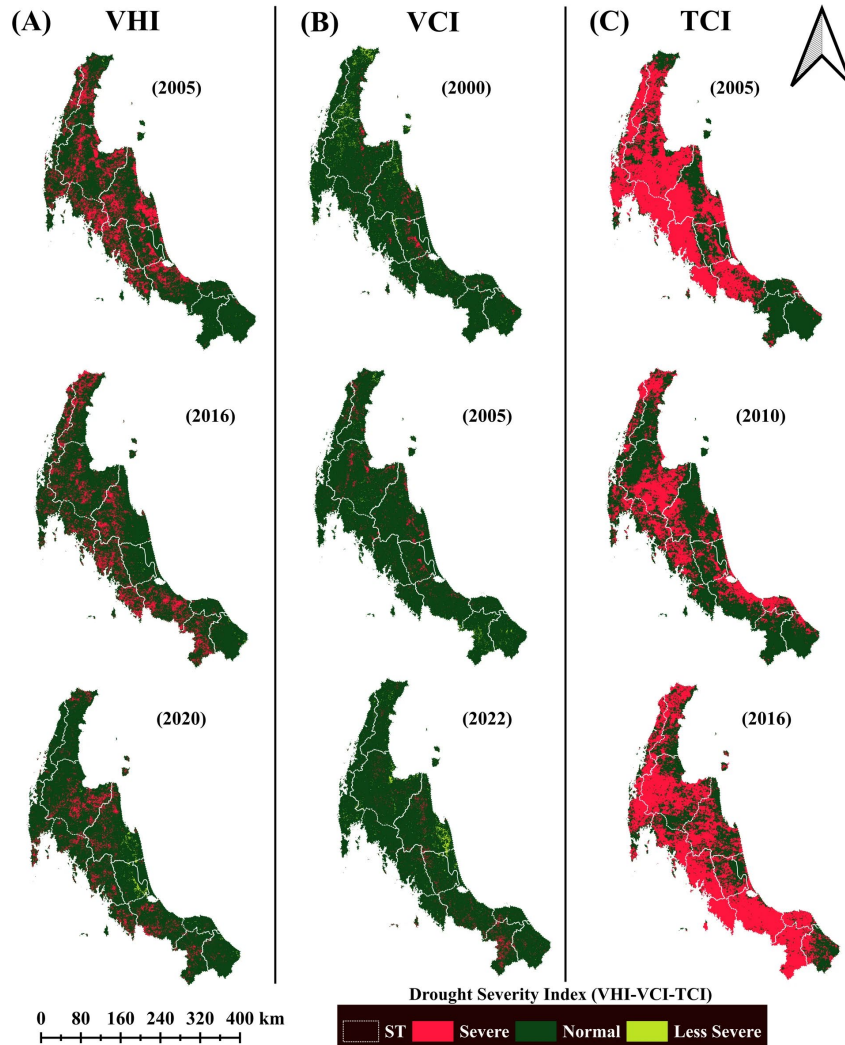 (A) VHI (B) VCI (C) TCI
(2005) (2000) (2005)
(2016) (2005) (2010)
(2020) (2022) (2016)
Drought Severity Index (VHI-VCI-TCI)
0 80 160 240 320 400 km
ST Severe Normal Less Severe